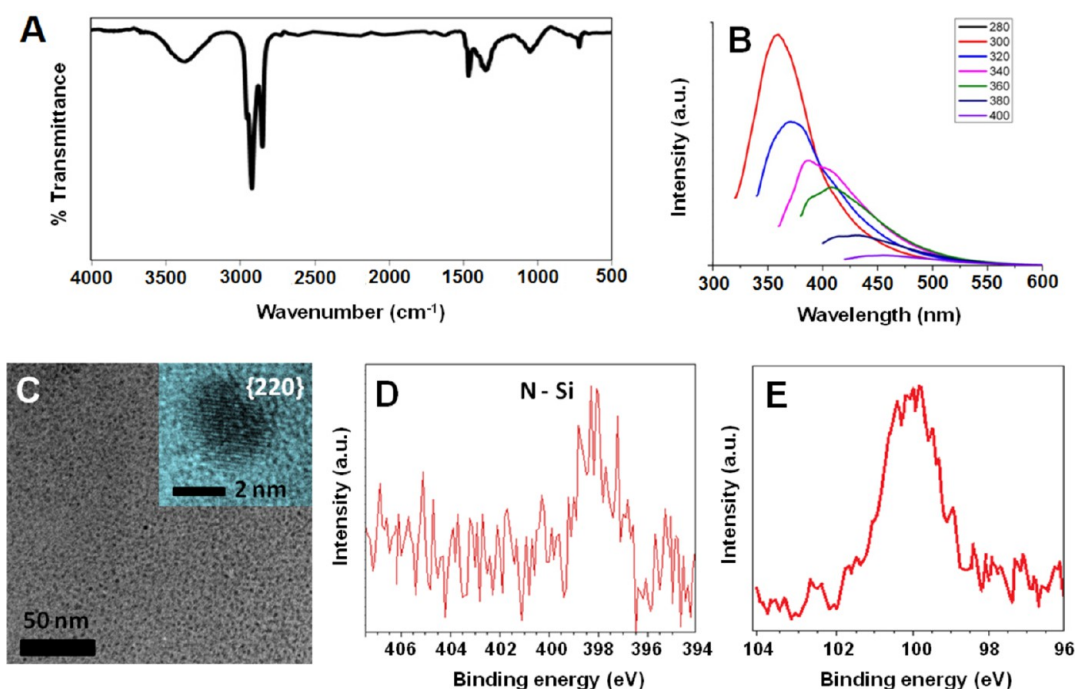 A
% Transmittance
4000 3500 3000 2500 2000 1500 1000 500
Wavenumber (cm⁻¹)
B
280
300
320
340
360
380
400
Intensity (a.u.)
300 350 400 450 500 550 600
Wavelength (nm)
C
{220}
2 nm
50 nm
D
N - Si
Intensity (a.u.)
406 404 402 400 398 396 394
Binding energy (eV)
E
Intensity (a.u.)
104 102 100 98 96
Binding energy (eV)